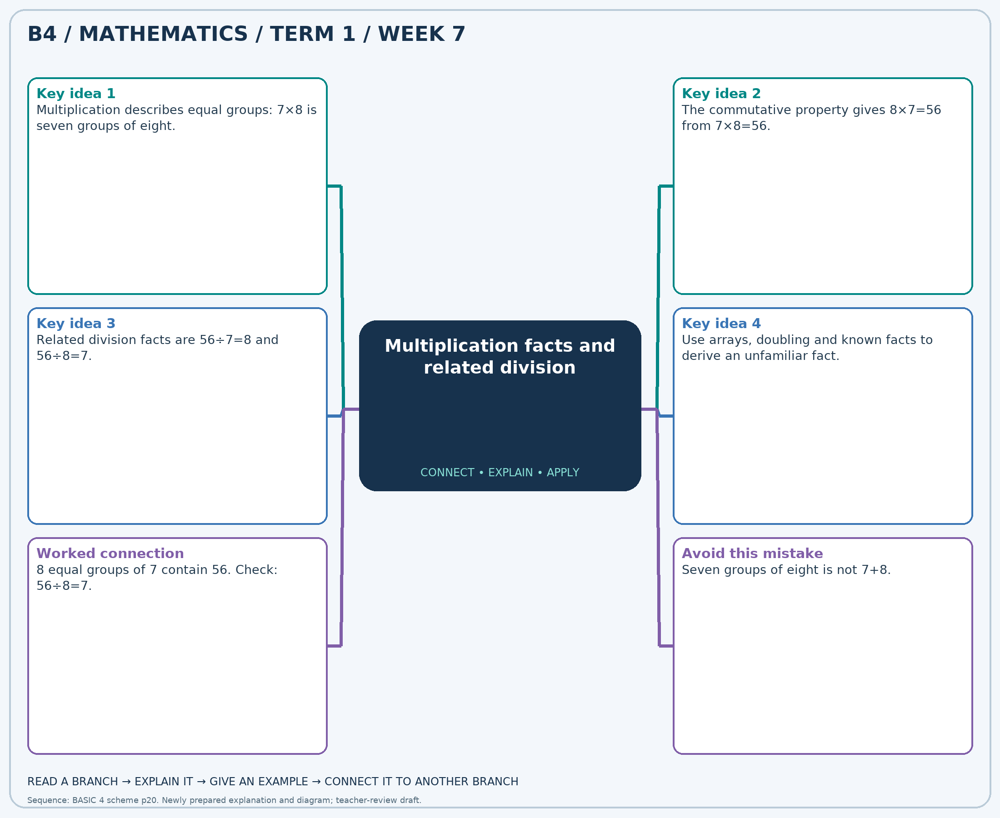 B4 / MATHEMATICS / TERM 1 / WEEK 7
Key idea 1
Multiplication describes equal groups: 7×8 is
seven groups of eight.
Key idea 2
The commutative property gives 8×7=56
from 7×8=56.
Key idea 3
Related division facts are 56÷7=8 and
56÷8=7.
Multiplication facts and
related division
CONNECT • EXPLAIN • APPLY
Key idea 4
Use arrays, doubling and known facts to
derive an unfamiliar fact.
Worked connection
8 equal groups of 7 contain 56. Check:
56÷8=7.
Avoid this mistake
Seven groups of eight is not 7+8.
READ A BRANCH → EXPLAIN IT → GIVE AN EXAMPLE → CONNECT IT TO ANOTHER BRANCH
Sequence: BASIC 4 scheme p20. Newly prepared explanation and diagram; teacher-review draft.